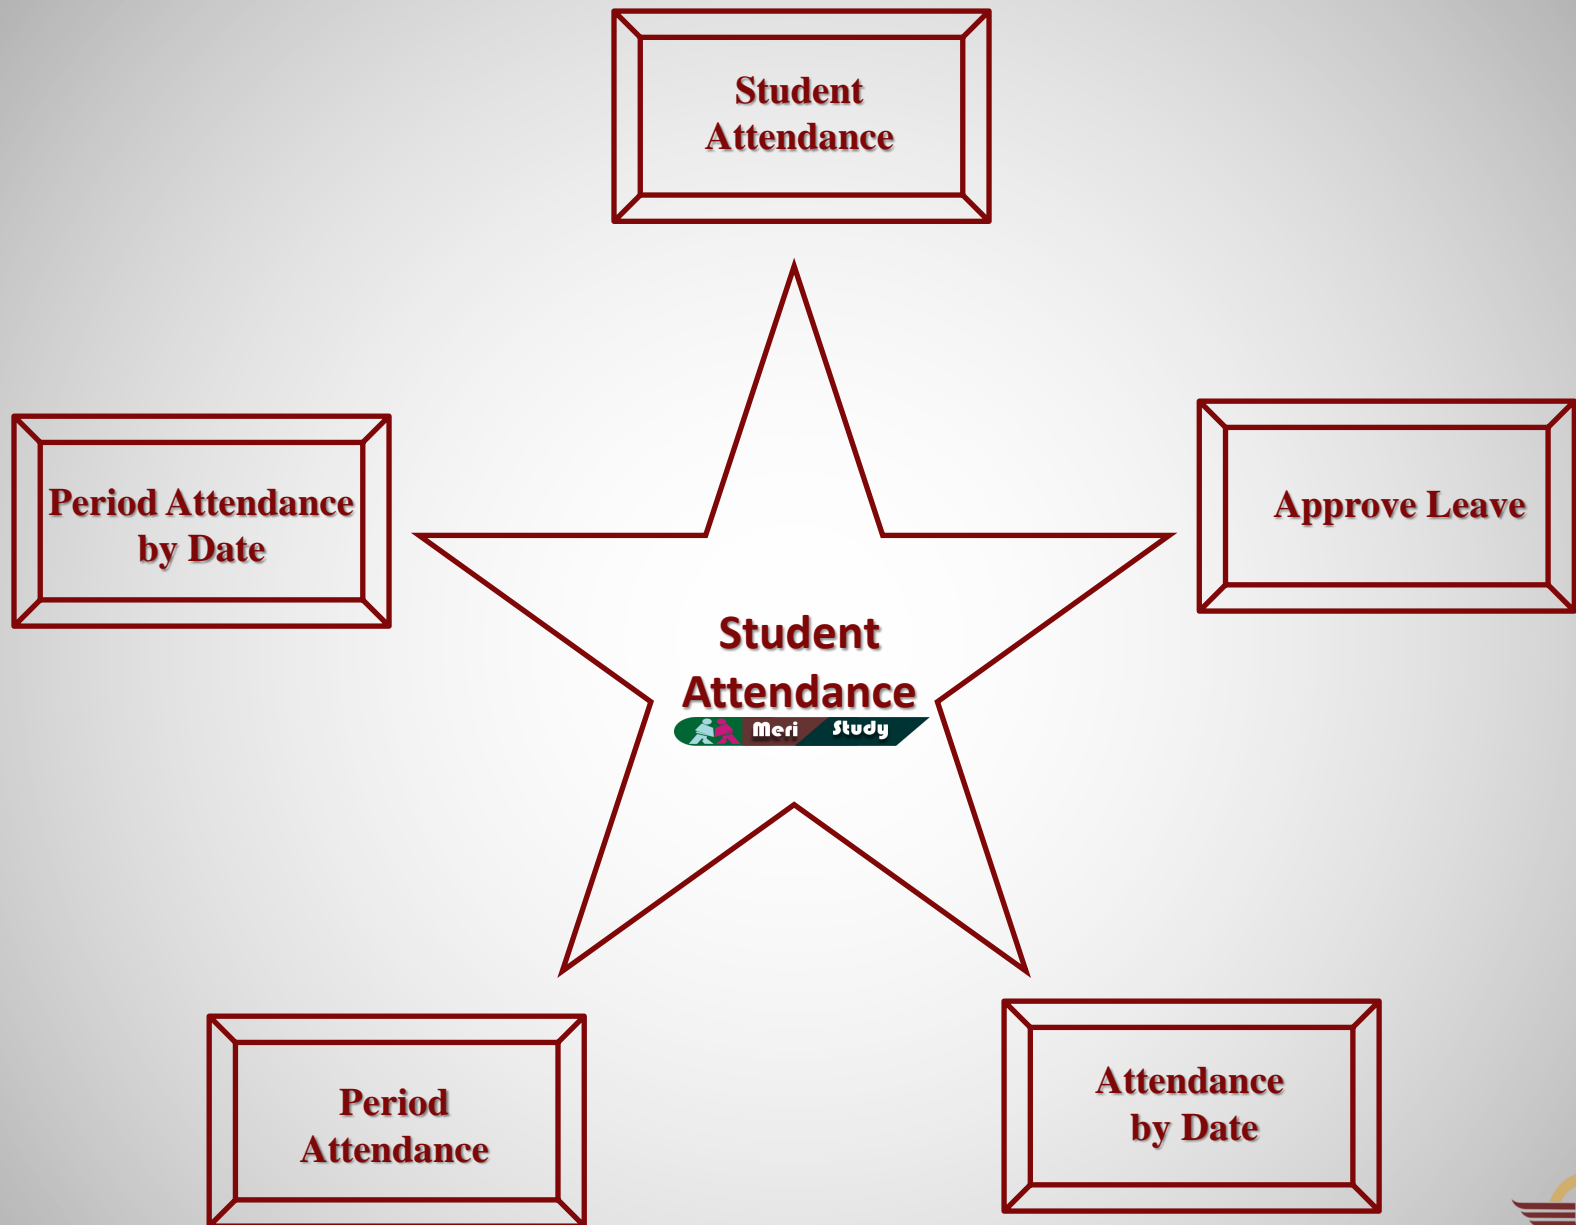 Student
Attendance
Period Attendance
by Date
Approve Leave
Student
Attendance
Meri Study
Period
Attendance
Attendance
by Date